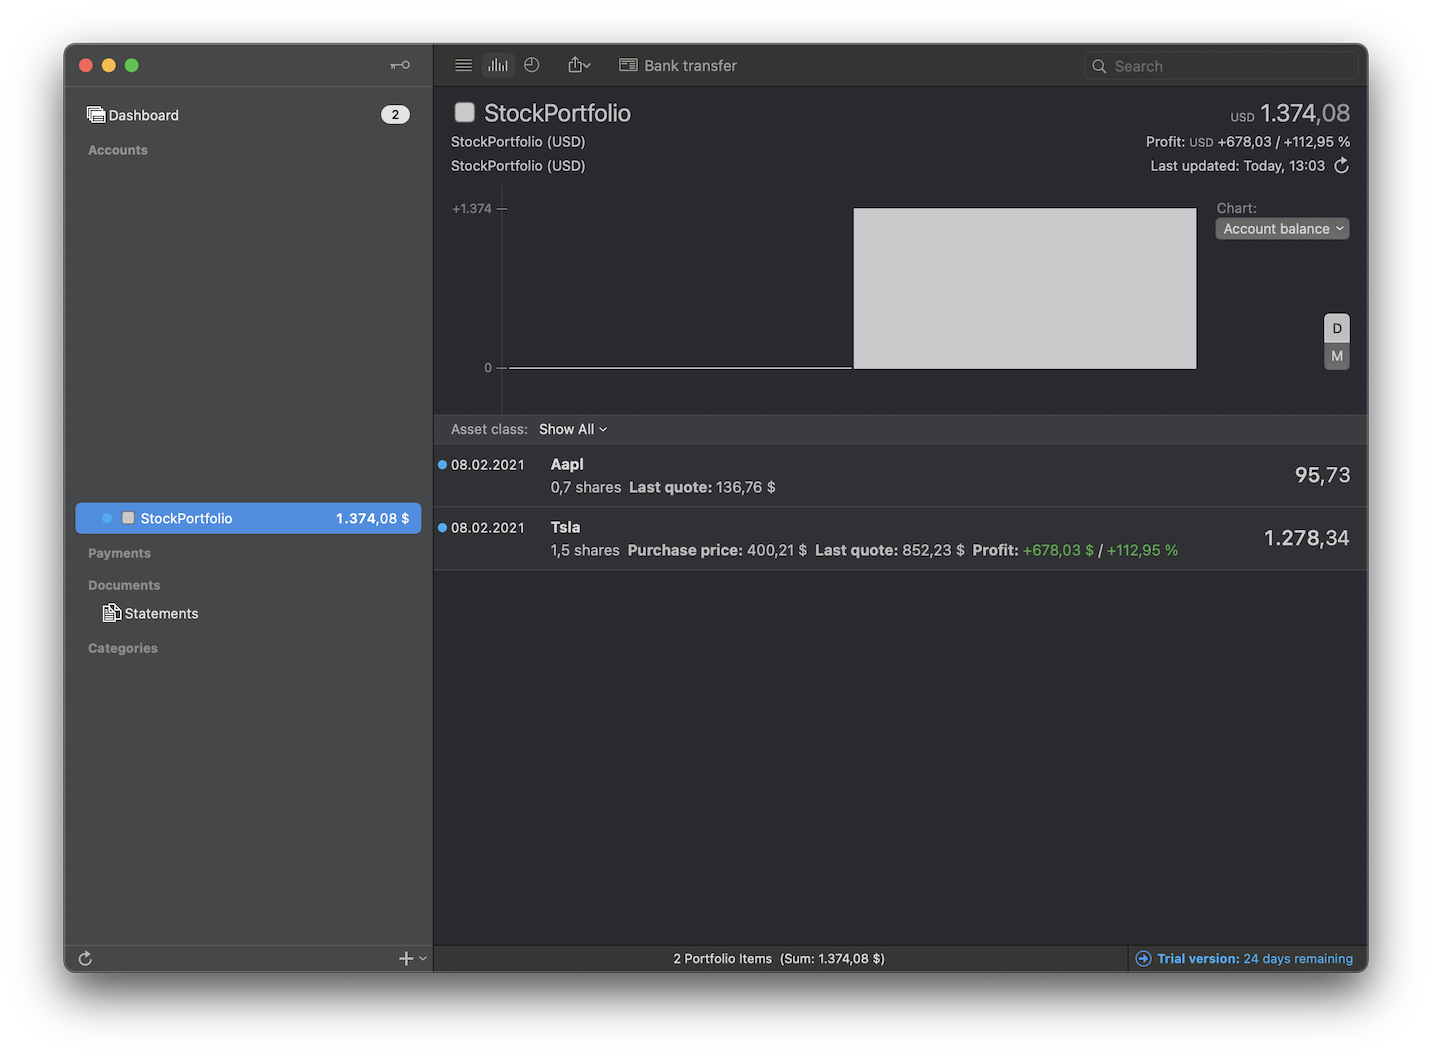 Dashboard 2
Accounts
StockPortfolio 1.374,08 $
Payments
Documents
Statements
Categories
Bank transfer Search
StockPortfolio USD 1.374,08
StockPortfolio (USD) Profit: USD +678,03 / +112,95 %
StockPortfolio (USD) Last updated: Today, 13:03
+1.374
0
Chart:
Account balance
D
M
Asset class: Show All
08.02.2021 Aapl 95,73
0,7 shares Last quote: 136,76 $
08.02.2021 Tsla 1.278,34
1,5 shares Purchase price: 400,21 $ Last quote: 852,23 $ Profit: +678,03 $ / +112,95 %
2 Portfolio Items (Sum: 1.374,08 $)
Trial version: 24 days remaining